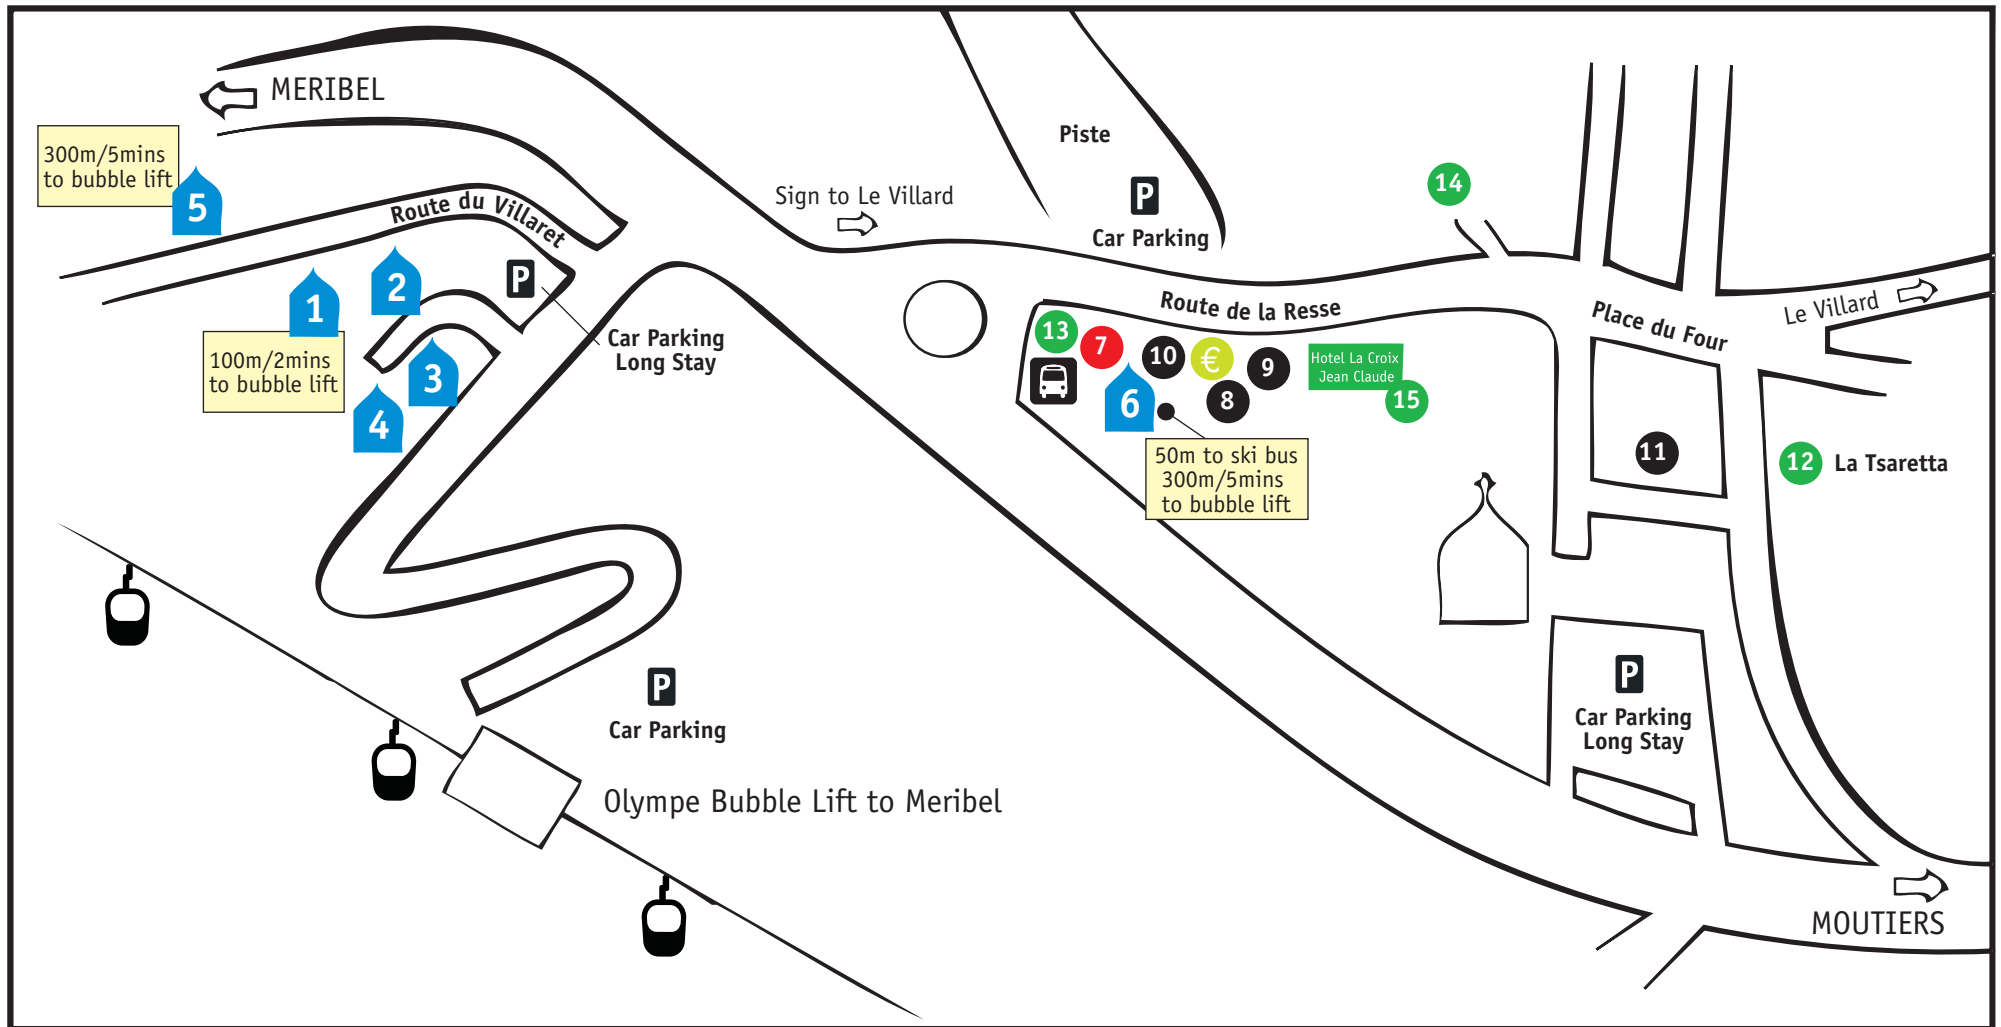 MERIBEL
300m/5mins
to bubble lift
5
Route du Villaret
1
2
P
Car Parking
Long Stay
100m/2mins
to bubble lift
3
4
Sign to Le Villard
Piste
P
Car Parking
14
Route de la Resse
Place du Four
Le Villard
13
7
10
€
9
8
6
Hotel La Croix
Jean Claude
15
50m to ski bus
300m/5mins
to bubble lift
11
12
La Tsaretta
P
Car Parking
P
Car Parking
Long Stay
Olympe Bubble Lift to Meribel
MOUTIERS